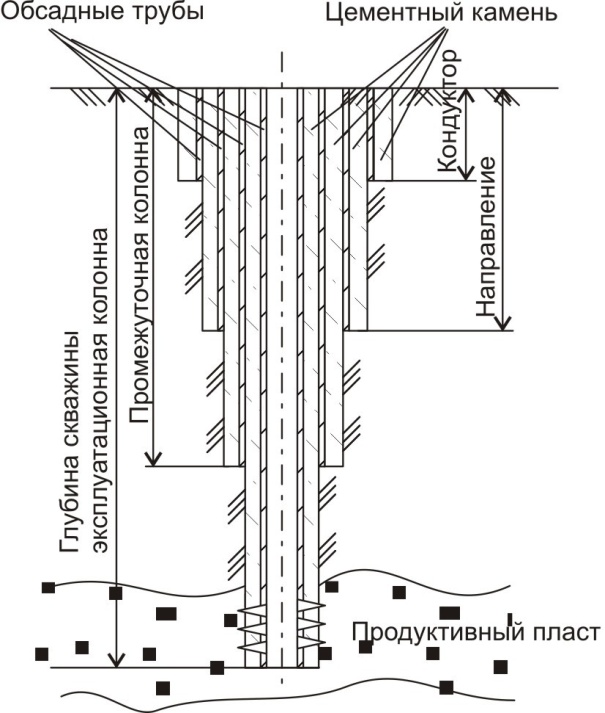 Обсадные трубы
Цементный камень
Кондуктор
Направление
Промежуточная колонна
Глубина скважины
эксплуатационная колонна
Продуктивный пласт